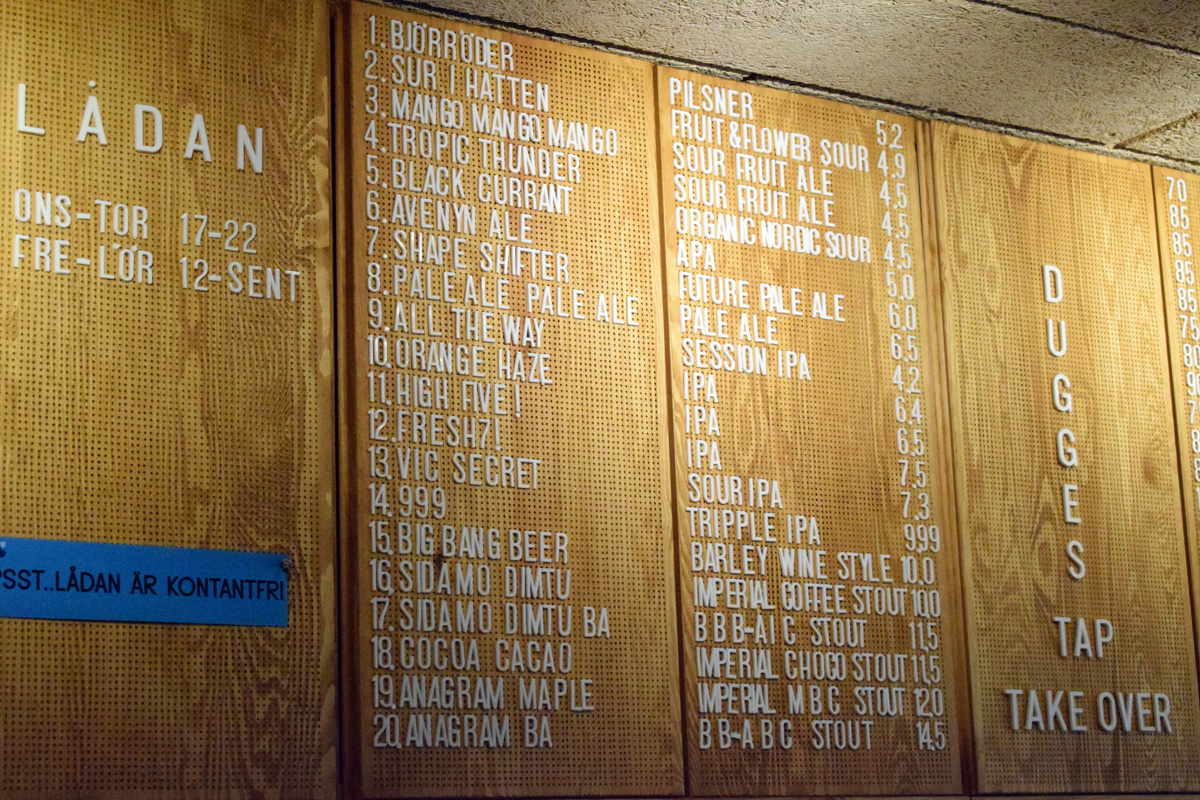 LÅDAN
ONS-TOR 17-22
FRE-LÖR 12-SENT
PSST..LÅDAN ÄR KONTANTFRI
1. BJÖRRÖDER PILSNER 5,2
2. SUR I HATTEN FRUIT & FLOWER SOUR 4,9
3. MANGO MANGO MANGO SOUR FRUIT ALE 4,5
4. TROPIC THUNDER SOUR FRUIT ALE 4,5
5. BLACK CURRANT ORGANIC NORDIC SOUR 4,5
6. AVENYN ALE APA 5,0
7. SHAPE SHIFTER FUTURE PALE ALE 6,0
8. PALE ALE PALE ALE PALE ALE 6,5
9. ALL THE WAY SESSION IPA 4,2
10. ORANGE HAZE IPA 6,4
11. HIGH FIVE! IPA 6,5
12. FRESH7! IPA 7,5
13. VIC SECRET SOUR IPA 7,3
14. 999 TRIPPLE IPA 9,99
15. BIG BANG BEER BARLEY WINE STYLE 10,0
16. SIDAMO DIMTU IMPERIAL COFFEE STOUT 10,0
17. SIDAMO DIMTU BA B B B-A I C STOUT 11,5
18. COCOA CACAO IMPERIAL CHOCO STOUT 11,5
19. ANAGRAM MAPLE IMPERIAL M B C STOUT 12,0
20. ANAGRAM BA B B-A B C STOUT 14,5
DUGGES
TAP
TAKE OVER
70
85
85
85
85